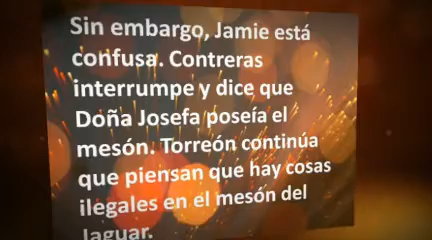 Sin embargo, Jamie está
confusa. Contreras
interrumpe y dice que
Doña Josefa poseía el
mesón. Torreón continúa
que piensan que hay cosas
ilegales en el mesón del
Jaguar.